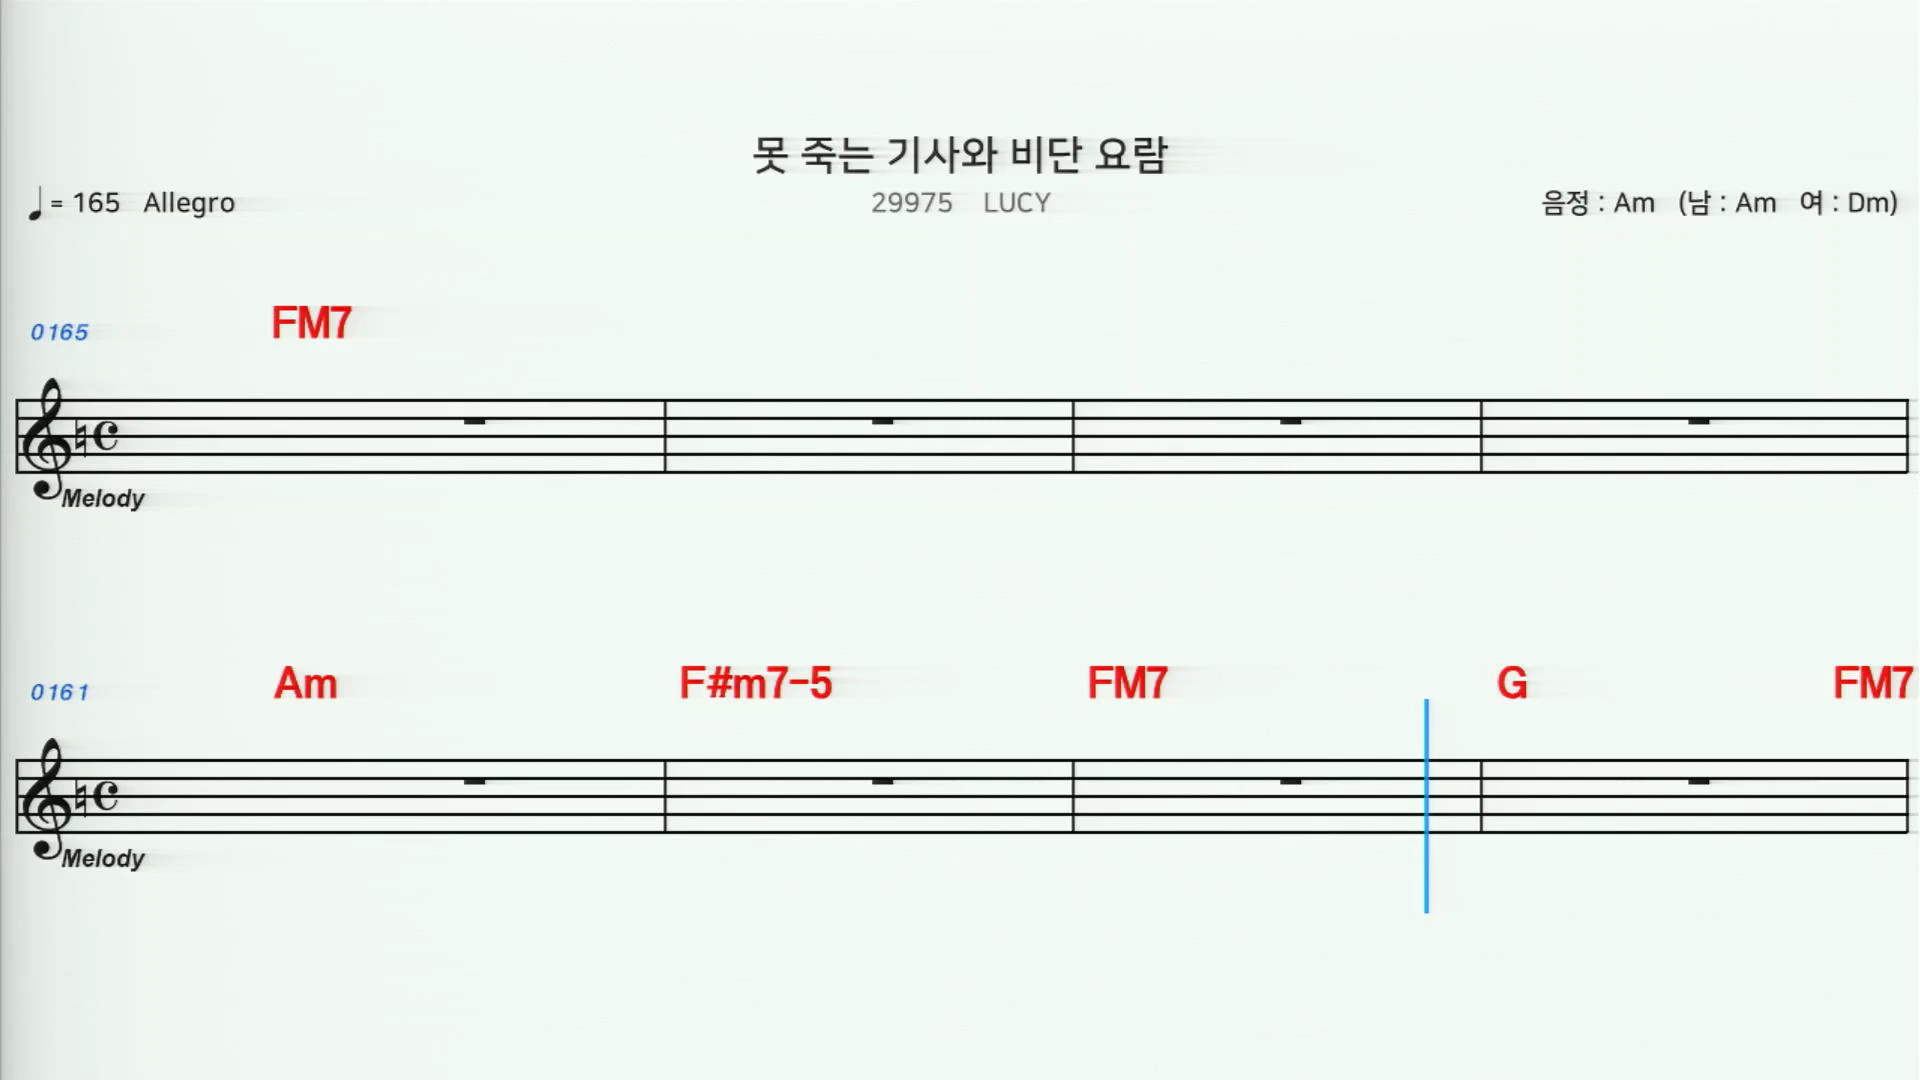 못 죽는 기사와 비단 요람
♩ = 165 Allegro
29975 LUCY
음정 : Am (남 : Am 여 : Dm)
0165 FM7
Melody
0161 Am F#m7-5 FM7 G FM7
Melody